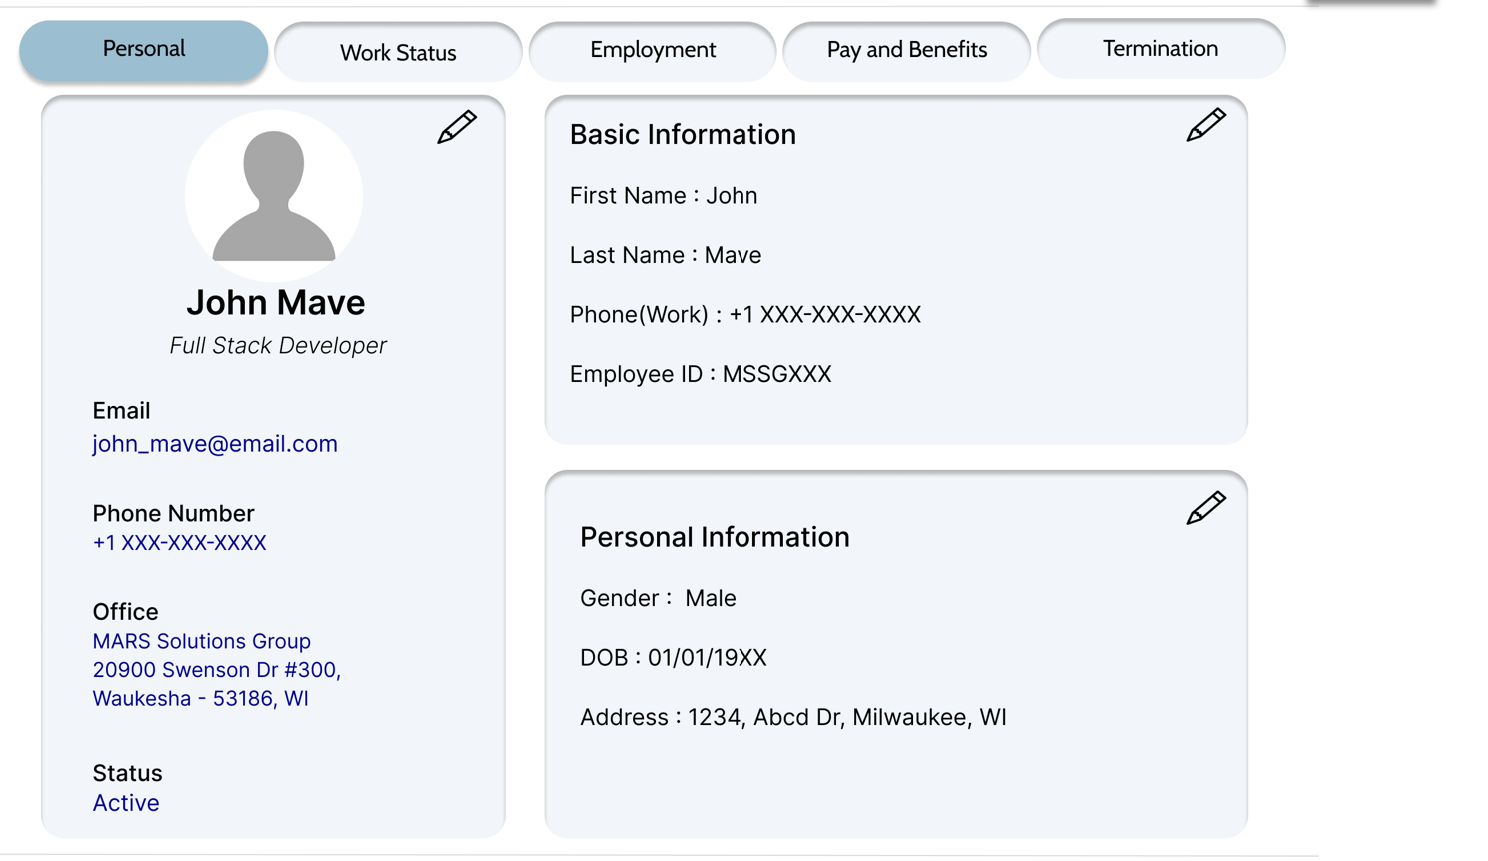 Personal
Work Status
Employment
Pay and Benefits
Termination
John Mave
Full Stack Developer
Email
john_mave@email.com
Phone Number
+1 XXX-XXX-XXXX
Office
MARS Solutions Group
20900 Swenson Dr #300,
Waukesha - 53186, WI
Status
Active
Basic Information
First Name : John
Last Name : Mave
Phone(Work) : +1 XXX-XXX-XXXX
Employee ID : MSSGXXX
Personal Information
Gender :  Male
DOB : 01/01/19XX
Address : 1234, Abcd Dr, Milwaukee, WI